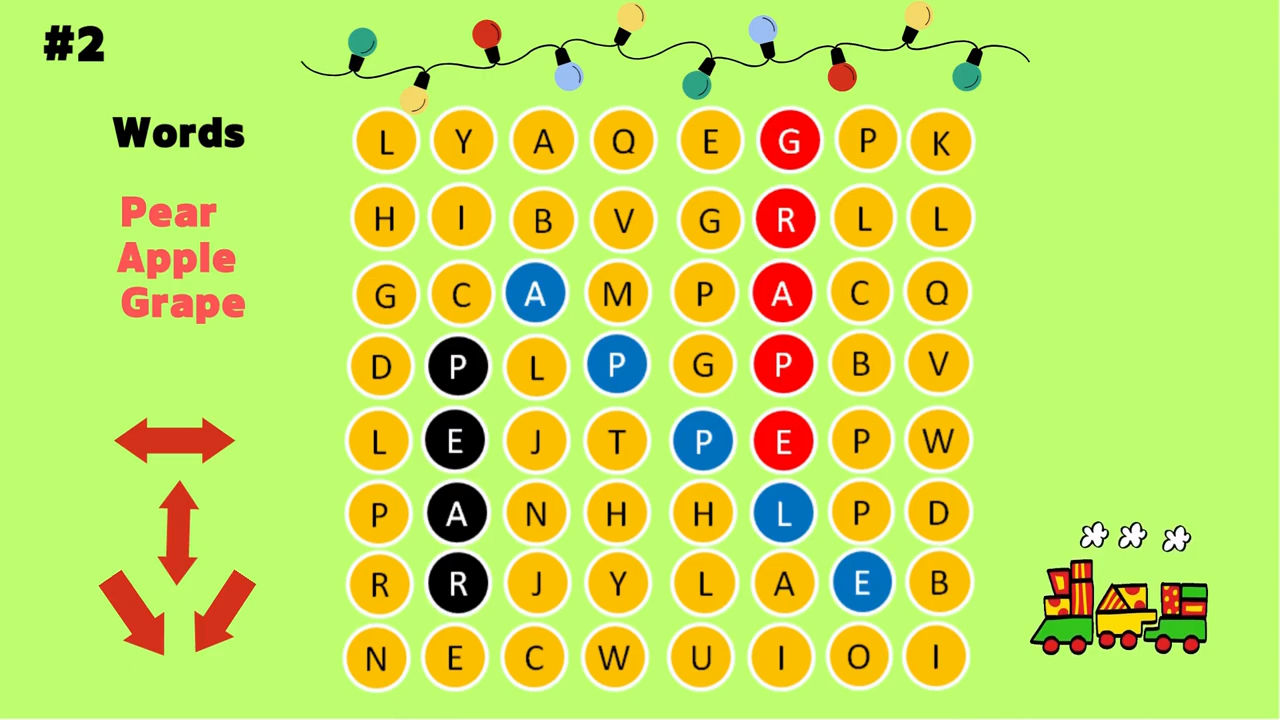 #2
Words
Pear
Apple
Grape
L Y A Q E G P K
H I B V G R L L
G C A M P A C Q
D P L P G P B V
L E J T P E P W
P A N H H L P D
R R J Y L A E B
N E C W U I O I